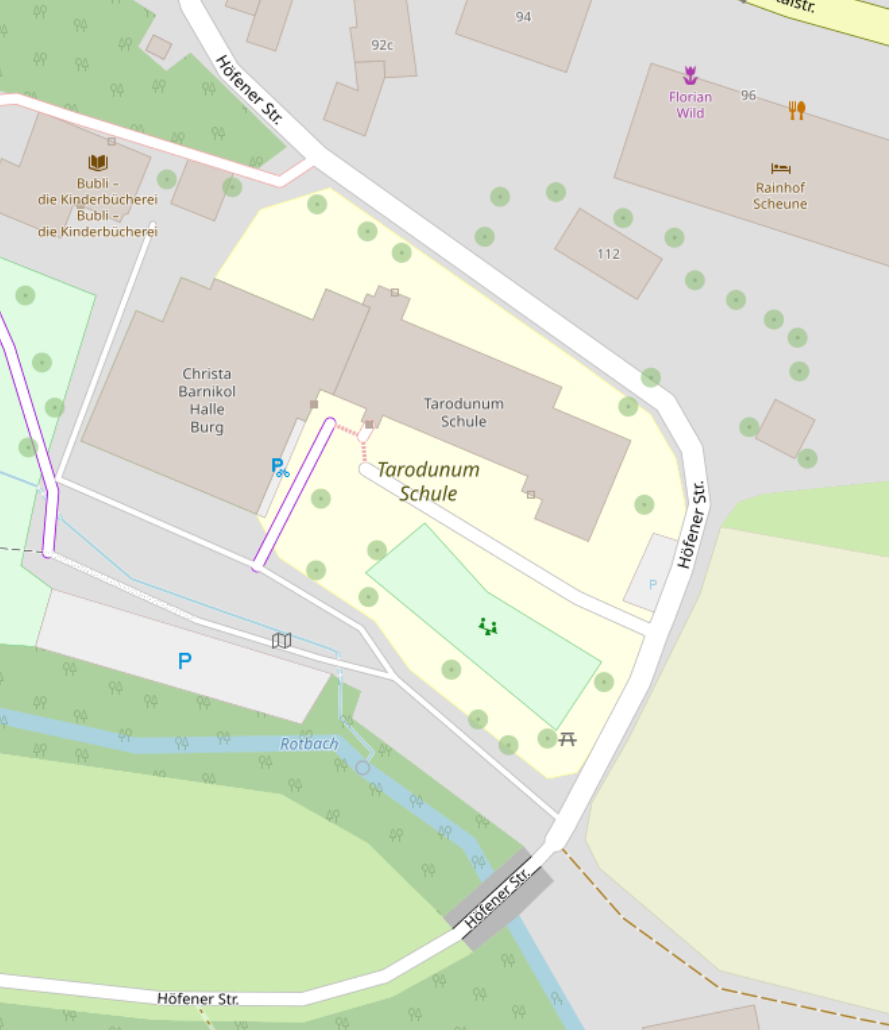 94
92c
Höfener Str.
Florian
Wild
96
Rainhof
Scheune
Bubli –
die Kinderbücherei
Bubli –
die Kinderbücherei
112
Christa
Barnikol
Halle
Burg
Tarodunum
Schule
Tarodunum
Schule
Höfener Str.
P
P
P
Rotbach
Höfener Str.
Höfener Str.